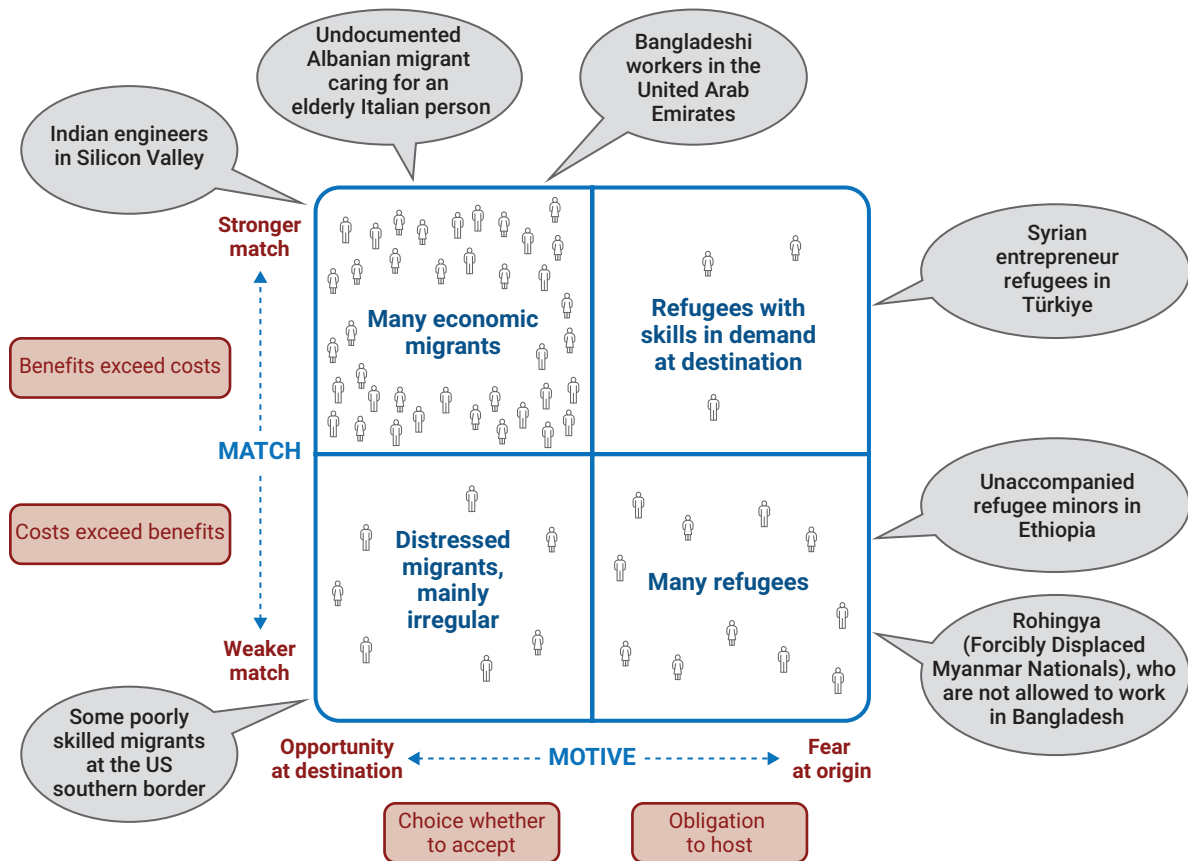 Undocumented
Albanian migrant
caring for an
elderly Italian person
Bangladeshi
workers in the
United Arab
Emirates
Indian engineers
in Silicon Valley
Stronger
match
Many economic
migrants
Refugees with
skills in demand
at destination
Syrian
entrepreneur
refugees in
Türkiye
Benefits exceed costs
MATCH
Costs exceed benefits
Distressed
migrants,
mainly
irregular
Many refugees
Unaccompanied
refugee minors in
Ethiopia
Weaker
match
Rohingya
(Forcibly Displaced
Myanmar Nationals), who
are not allowed to work
in Bangladesh
Some poorly
skilled migrants
at the US
southern border
Opportunity
at destination
MOTIVE
Fear
at origin
Choice whether
to accept
Obligation
to host